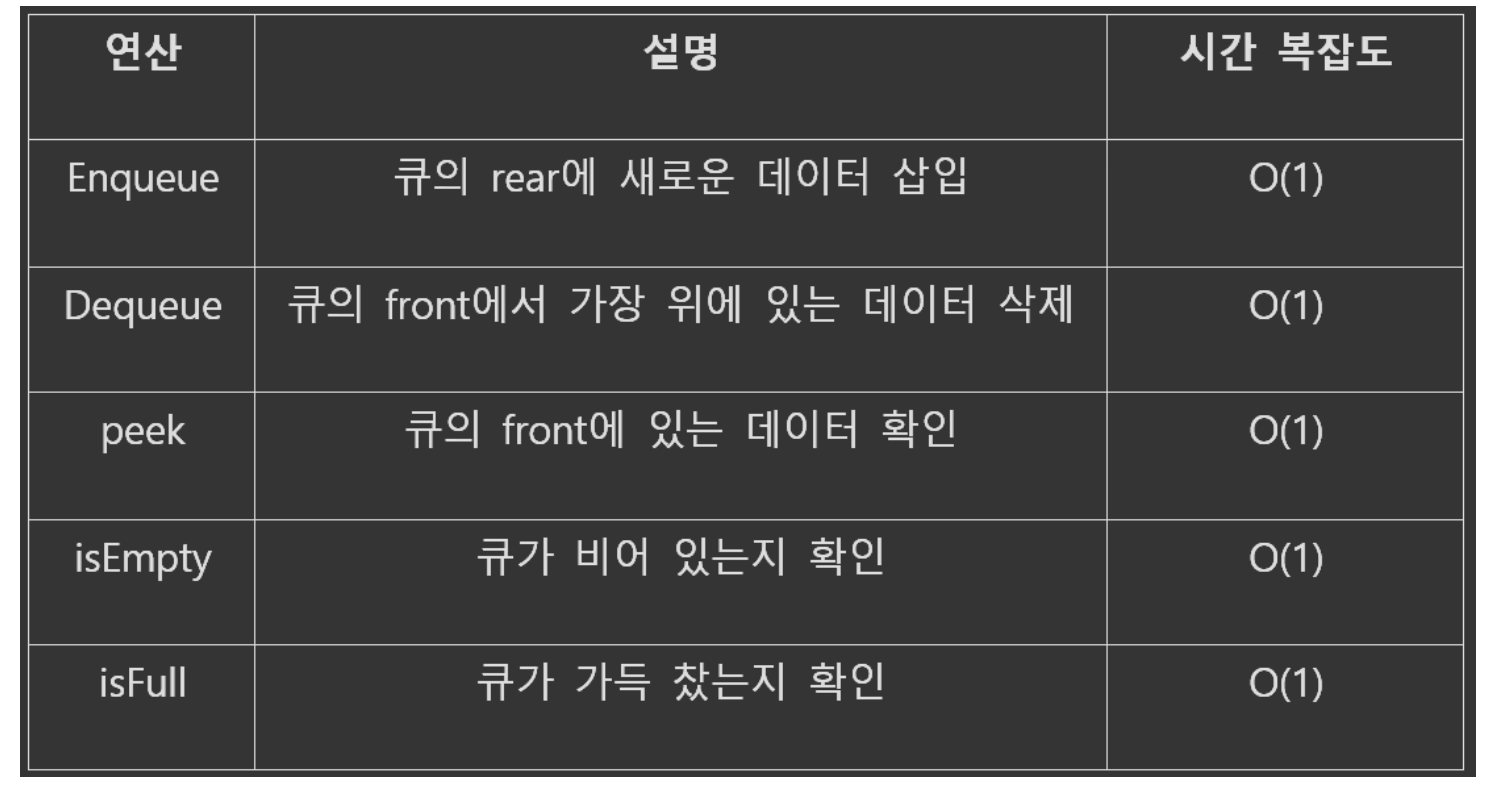 연산 설명 시간 복잡도
Enqueue 큐의 rear에 새로운 데이터 삽입 O(1)
Dequeue 큐의 front에서 가장 위에 있는 데이터 삭제 O(1)
peek 큐의 front에 있는 데이터 확인 O(1)
isEmpty 큐가 비어 있는지 확인 O(1)
isFull 큐가 가득 찼는지 확인 O(1)